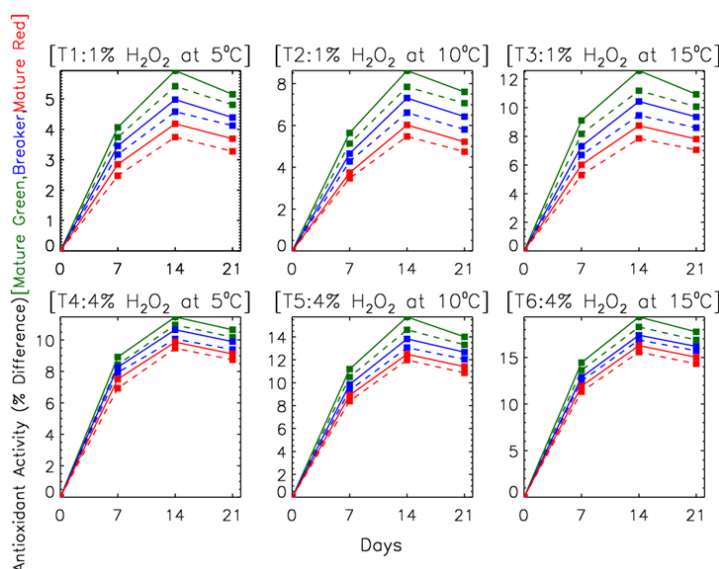 [T1:1% H₂O₂ at 5°C]
[T2:1% H₂O₂ at 10°C]
[T3:1% H₂O₂ at 15°C]
5
4
3
2
1
0
0 7 14 21
8
6
4
2
0
0 7 14 21
12
10
8
6
4
2
0
0 7 14 21
[T4:4% H₂O₂ at 5°C]
[T5:4% H₂O₂ at 10°C]
[T6:4% H₂O₂ at 15°C]
10
8
6
4
2
0
0 7 14 21
14
12
10
8
6
4
2
0
0 7 14 21
15
10
5
0
0 7 14 21
Antioxidant Activity (% Difference)[Mature Green,Breaker,Mature Red]
Days